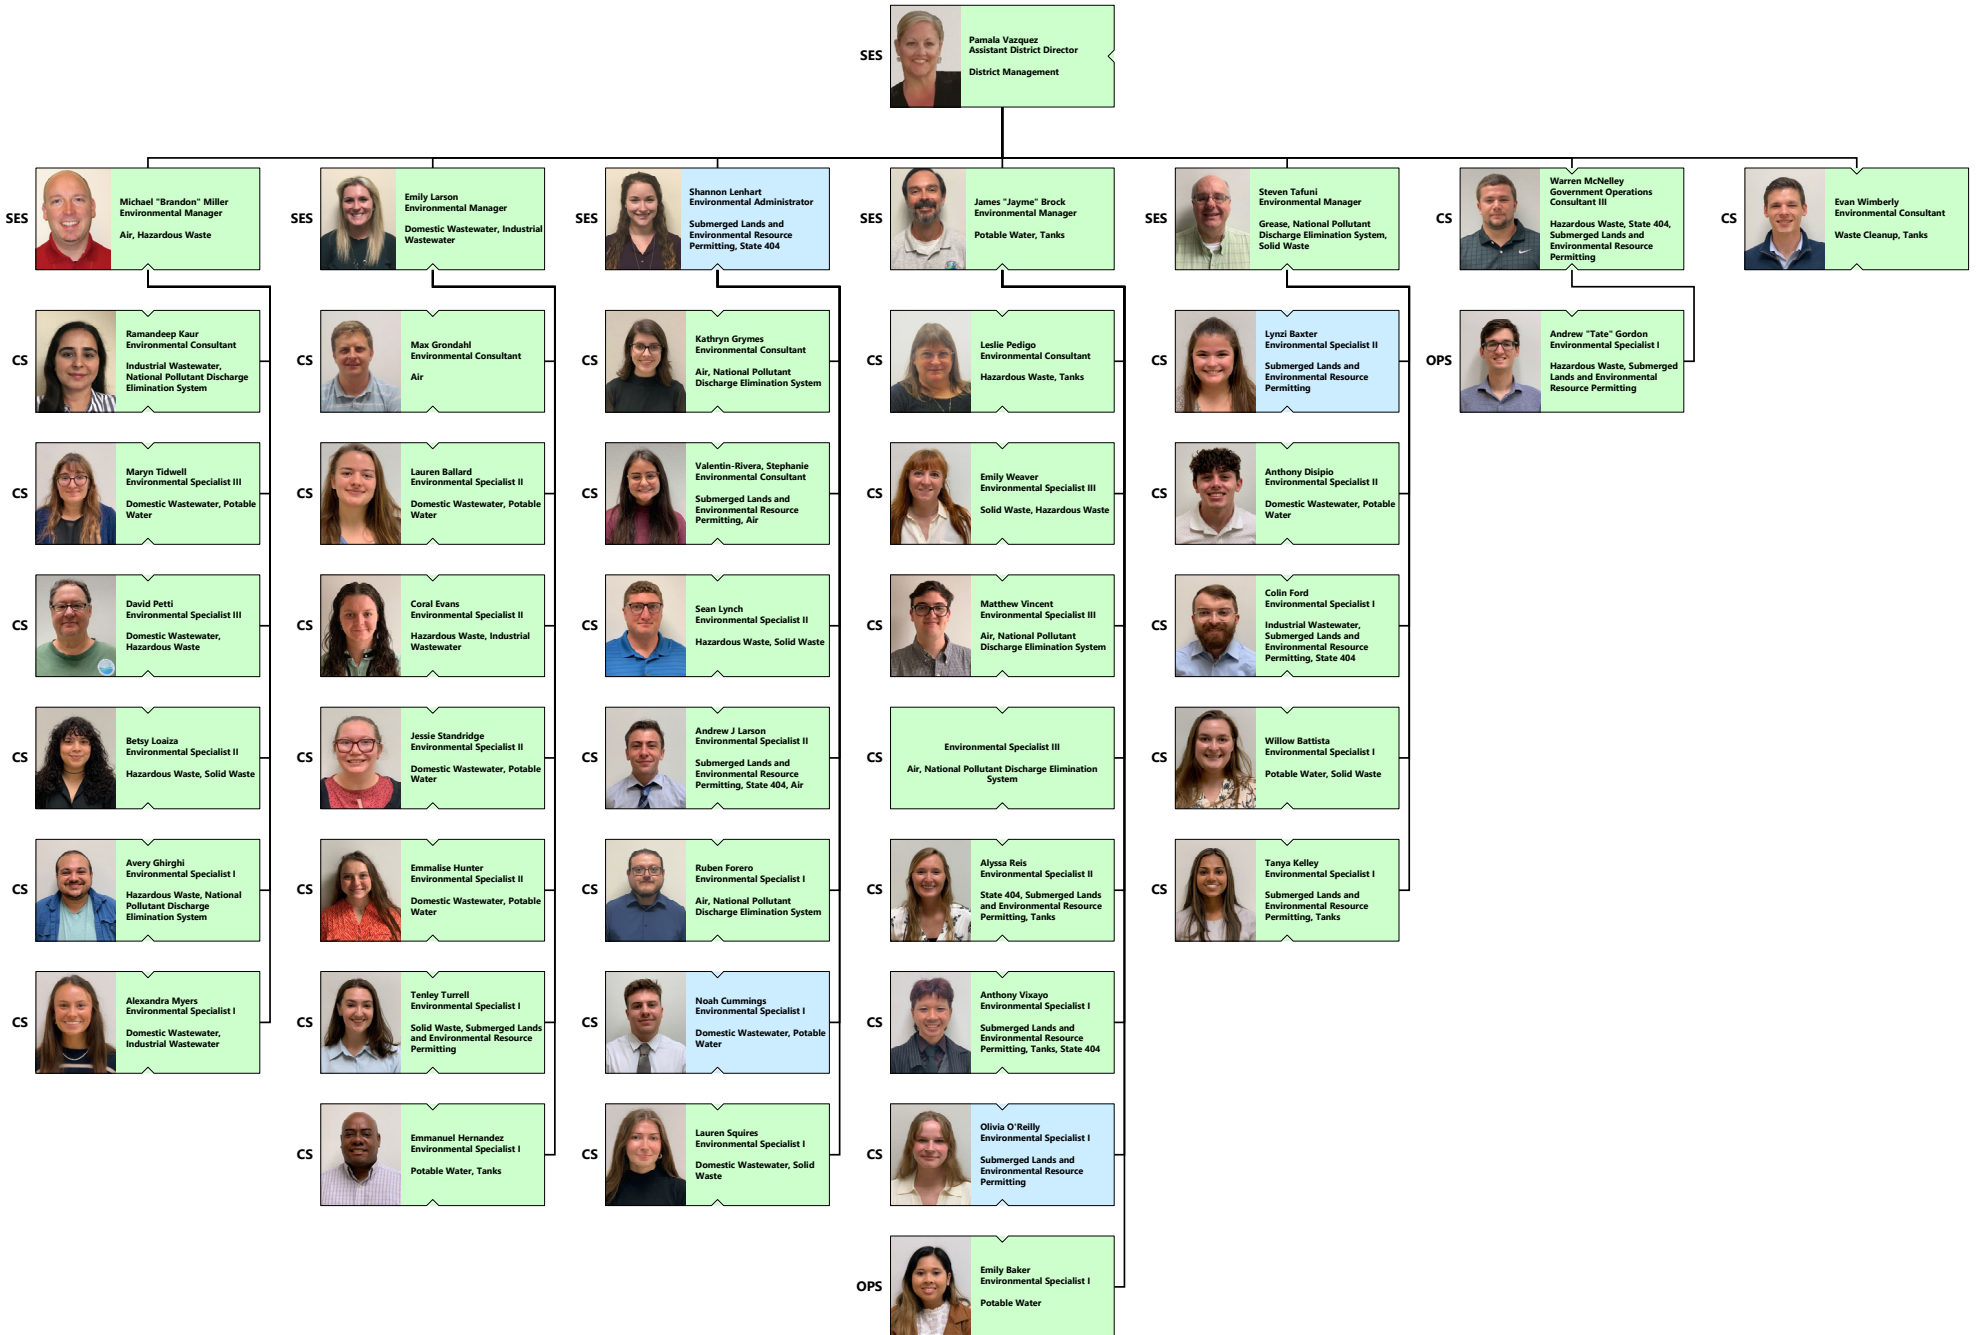 SES
Pamala Vazquez
Assistant District Director
District Management
SES
Michael "Brandon" Miller
Environmental Manager
Air, Hazardous Waste
SES
Emily Larson
Environmental Manager
Domestic Wastewater, Industrial
Wastewater
SES
Shannon Lenhart
Environmental Administrator
Submerged Lands and
Environmental Resource
Permitting, State 404
SES
James "Jayme" Brock
Environmental Manager
Potable Water, Tanks
SES
Steven Tafuni
Environmental Manager
Grease, National Pollutant
Discharge Elimination System,
Solid Waste
CS
Warren McNelley
Government Operations
Consultant III
Hazardous Waste, State 404,
Submerged Lands and
Environmental Resource
Permitting
CS
Evan Wimberly
Environmental Consultant
Waste Cleanup, Tanks
CS
Ramandeep Kaur
Environmental Consultant
Industrial Wastewater,
National Pollutant Discharge
Elimination System
CS
Max Grondahl
Environmental Consultant
Air
CS
Kathryn Grymes
Environmental Consultant
Air, National Pollutant
Discharge Elimination System
CS
Leslie Pedigo
Environmental Consultant
Hazardous Waste, Tanks
CS
Lynzi Baxter
Environmental Specialist II
Submerged Lands and
Environmental Resource
Permitting
OPS
Andrew "Tate" Gordon
Environmental Specialist I
Hazardous Waste, Submerged
Lands and Environmental
Resource Permitting
CS
Maryn Tidwell
Environmental Specialist III
Domestic Wastewater, Potable
Water
CS
Lauren Ballard
Environmental Specialist II
Domestic Wastewater, Potable
Water
CS
Valentin-Rivera, Stephanie
Environmental Consultant
Submerged Lands and
Environmental Resource
Permitting, Air
CS
Emily Weaver
Environmental Specialist III
Solid Waste, Hazardous Waste
CS
Anthony Disipio
Environmental Specialist II
Domestic Wastewater, Potable
Water
CS
David Petti
Environmental Specialist III
Domestic Wastewater,
Hazardous Waste
CS
Coral Evans
Environmental Specialist II
Hazardous Waste, Industrial
Wastewater
CS
Sean Lynch
Environmental Specialist II
Hazardous Waste, Solid Waste
CS
Matthew Vincent
Environmental Specialist III
Air, National Pollutant
Discharge Elimination System
CS
Colin Ford
Environmental Specialist I
Industrial Wastewater,
Submerged Lands and
Environmental Resource
Permitting, State 404
CS
Betsy Loaiza
Environmental Specialist II
Hazardous Waste, Solid Waste
CS
Jessie Standridge
Environmental Specialist II
Domestic Wastewater, Potable
Water
CS
Andrew J Larson
Environmental Specialist II
Submerged Lands and
Environmental Resource
Permitting, State 404, Air
CS
Environmental Specialist III
Air, National Pollutant Discharge Elimination
System
CS
Willow Battista
Environmental Specialist I
Potable Water, Solid Waste
CS
Avery Ghirghi
Environmental Specialist I
Hazardous Waste, National
Pollutant Discharge
Elimination System
CS
Emmalise Hunter
Environmental Specialist II
Domestic Wastewater, Potable
Water
CS
Ruben Forero
Environmental Specialist I
Air, National Pollutant
Discharge Elimination System
CS
Alyssa Reis
Environmental Specialist II
State 404, Submerged Lands
and Environmental Resource
Permitting, Tanks
CS
Tanya Kelley
Environmental Specialist I
Submerged Lands and
Environmental Resource
Permitting, Tanks
CS
Alexandra Myers
Environmental Specialist I
Domestic Wastewater,
Industrial Wastewater
CS
Tenley Turrell
Environmental Specialist I
Solid Waste, Submerged Lands
and Environmental Resource
Permitting
CS
Noah Cummings
Environmental Specialist I
Domestic Wastewater, Potable
Water
CS
Anthony Vixayo
Environmental Specialist I
Submerged Lands and
Environmental Resource
Permitting, Tanks, State 404
CS
Emmanuel Hernandez
Environmental Specialist I
Potable Water, Tanks
CS
Lauren Squires
Environmental Specialist I
Domestic Wastewater, Solid
Waste
CS
Olivia O'Reilly
Environmental Specialist I
Submerged Lands and
Environmental Resource
Permitting
OPS
Emily Baker
Environmental Specialist I
Potable Water